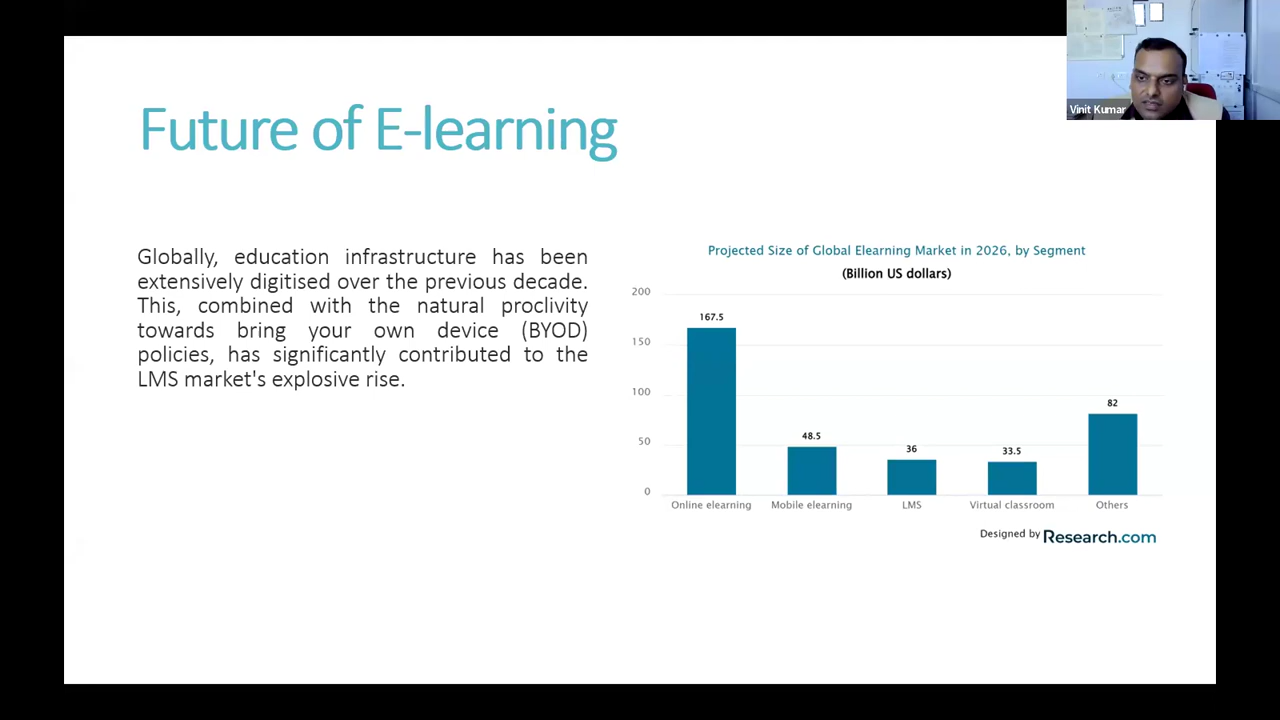 Vinit Kumar
Future of E-learning
Globally, education infrastructure has been
extensively digitised over the previous decade.
This, combined with the natural proclivity
towards bring your own device (BYOD)
policies, has significantly contributed to the
LMS market's explosive rise.
Projected Size of Global Elearning Market in 2026, by Segment
(Billion US dollars)
200
150
100
50
0
167.5
48.5
36
33.5
82
Online elearning
Mobile elearning
LMS
Virtual classroom
Others
Designed by Research.com